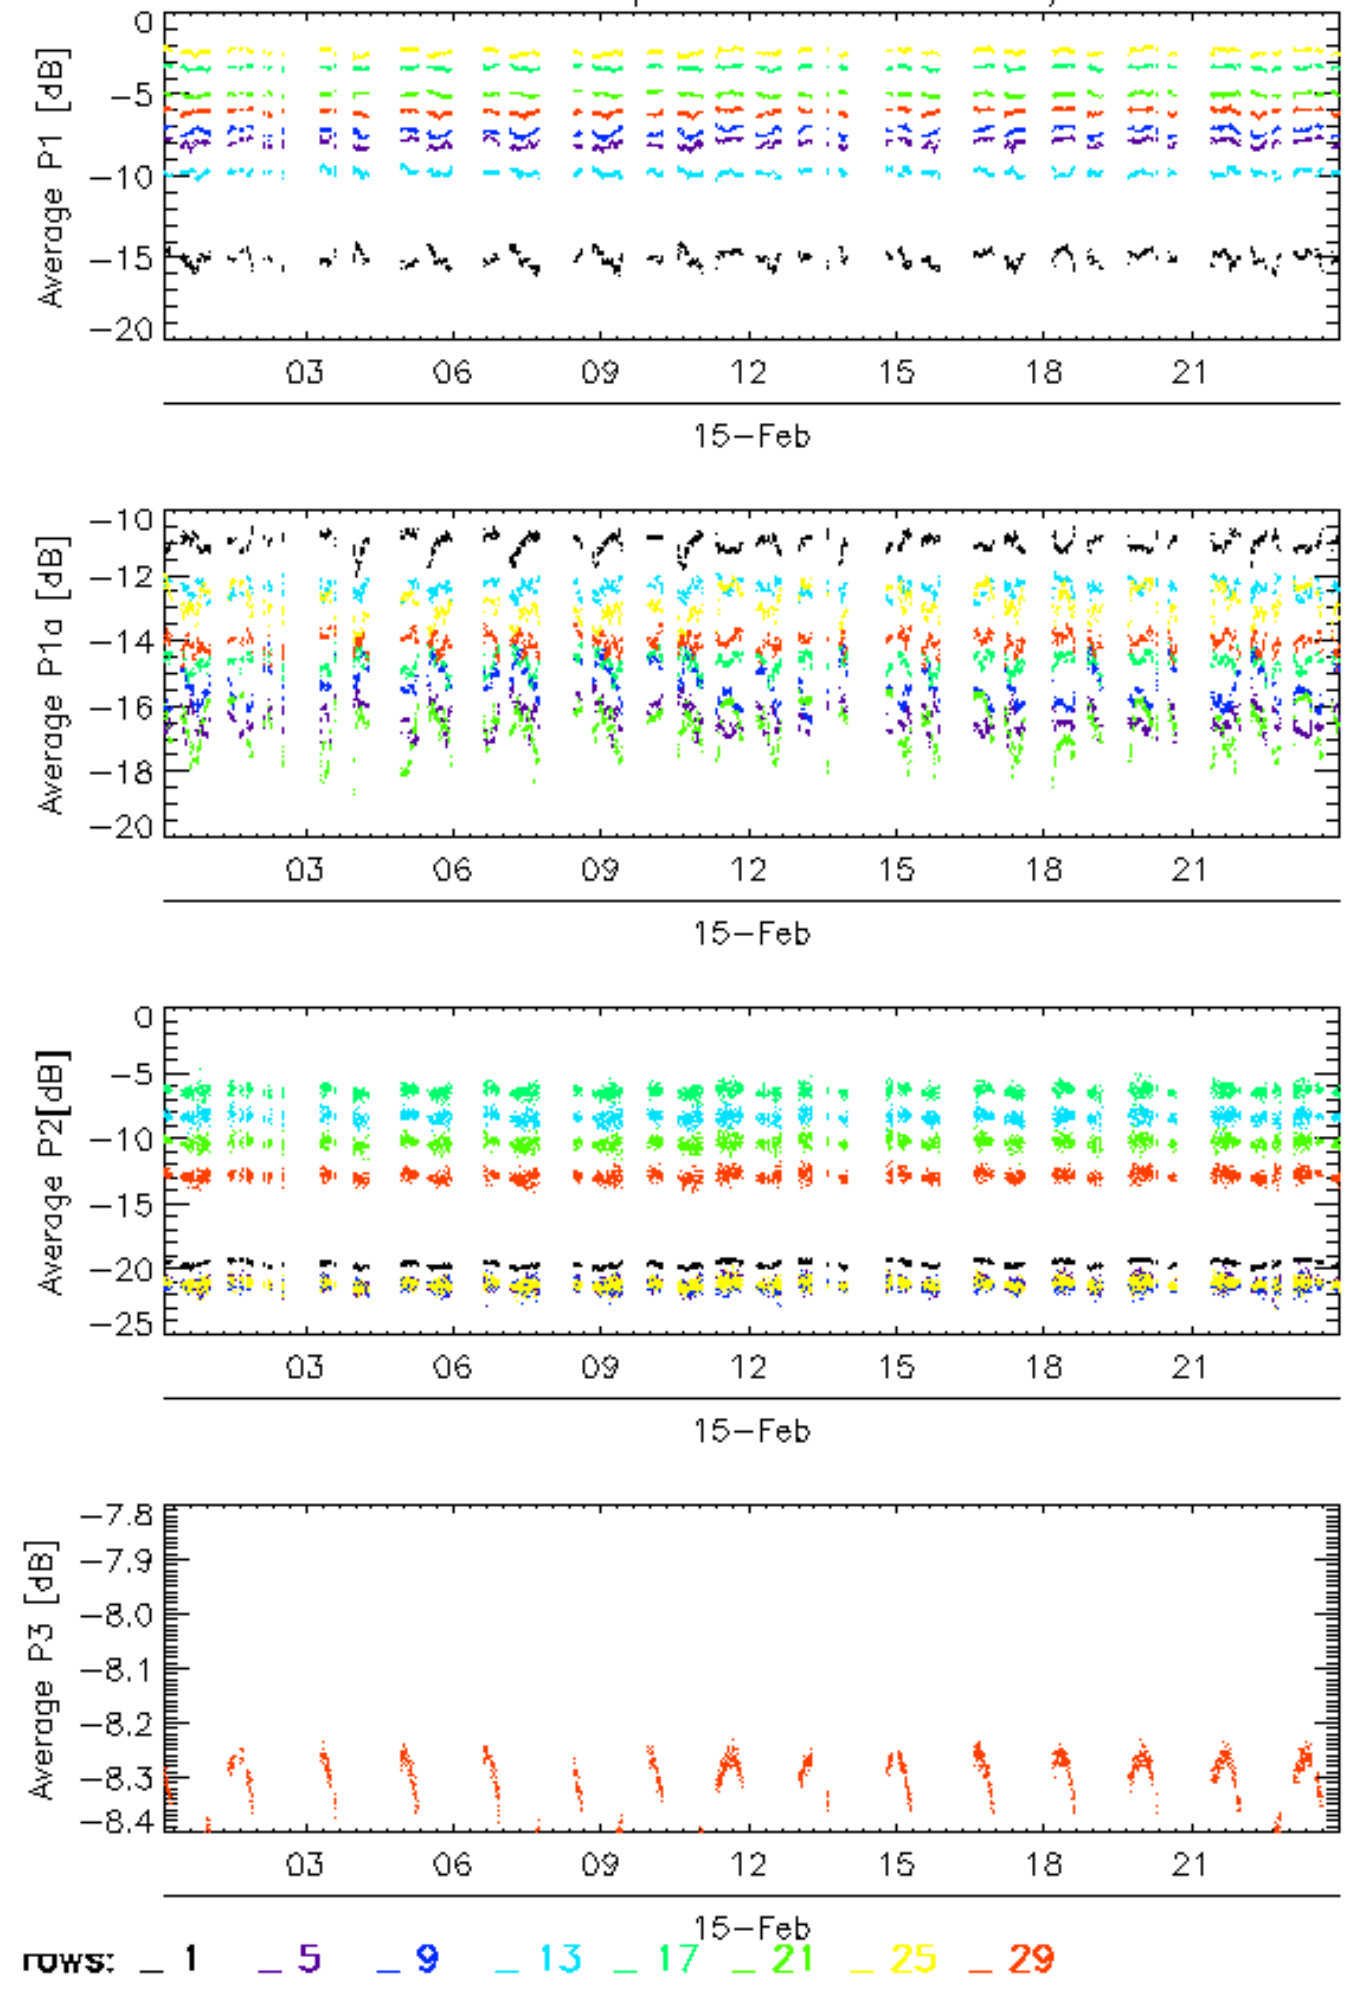 Average P1 [dB]
0
−5
−10
−15
−20
03 06 09 12 15 18 21
15−Feb
Average P1a [dB]
−10
−12
−14
−16
−18
−20
03 06 09 12 15 18 21
15−Feb
Average P2[dB]
0
−5
−10
−15
−20
−25
03 06 09 12 15 18 21
15−Feb
Average P3 [dB]
−7.8
−7.9
−8.0
−8.1
−8.2
−8.3
−8.4
03 06 09 12 15 18 21
15−Feb
rows: _ 1 _ 5 _ 9 _ 13 _ 17 _ 21 _ 25 _ 29